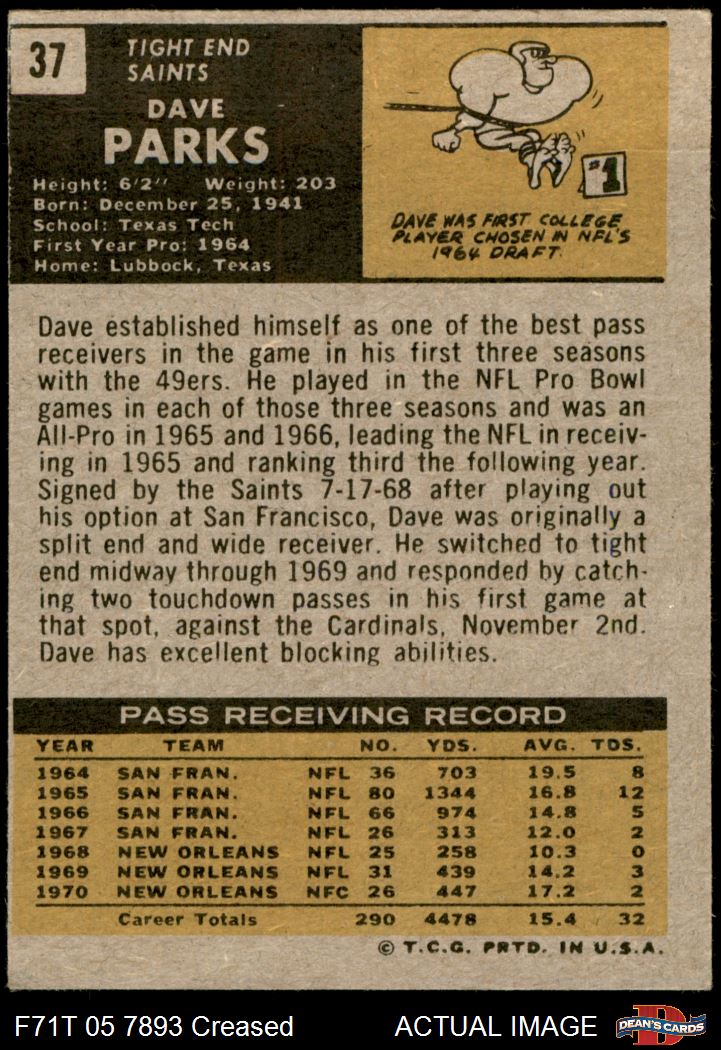 37
TIGHT END
SAINTS
DAVE
PARKS
Height: 6'2" Weight: 203
Born: December 25, 1941
School: Texas Tech
First Year Pro: 1964
Home: Lubbock, Texas
#1
DAVE WAS FIRST COLLEGE
PLAYER CHOSEN IN NFL'S
1964 DRAFT.
Dave established himself as one of the best pass
receivers in the game in his first three seasons
with the 49ers. He played in the NFL Pro Bowl
games in each of those three seasons and was an
All-Pro in 1965 and 1966, leading the NFL in receiv-
ing in 1965 and ranking third the following year.
Signed by the Saints 7-17-68 after playing out
his option at San Francisco, Dave was originally a
split end and wide receiver. He switched to tight
end midway through 1969 and responded by catch-
ing two touchdown passes in his first game at
that spot, against the Cardinals, November 2nd.
Dave has excellent blocking abilities.
PASS RECEIVING RECORD
YEAR TEAM NO. YDS. AVG. TDS.
1964 SAN FRAN. NFL 36 703 19.5 8
1965 SAN FRAN. NFL 80 1344 16.8 12
1966 SAN FRAN. NFL 66 974 14.8 5
1967 SAN FRAN. NFL 26 313 12.0 2
1968 NEW ORLEANS NFL 25 258 10.3 0
1969 NEW ORLEANS NFL 31 439 14.2 3
1970 NEW ORLEANS NFC 26 447 17.2 2
Career Totals 290 4478 15.4 32
© T.C.G. PRTD. IN U.S.A.
F71T 05 7893 Creased ACTUAL IMAGE
D
DEAN'S CARDS